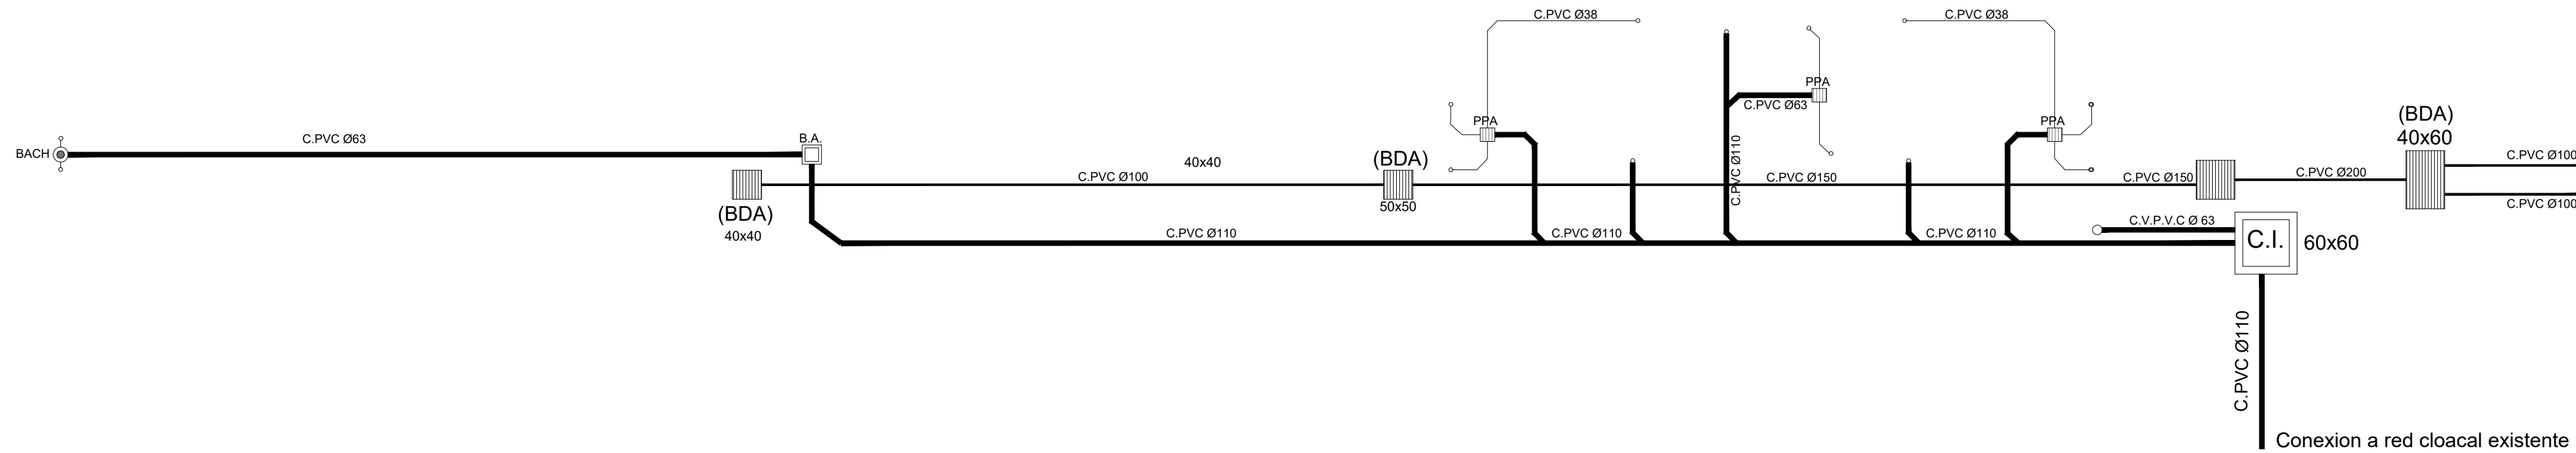 C.PVC Ø38
C.PVC Ø38
PPA
C.PVC Ø63
(BDA)
40x60
PPA
PPA
C.PVC Ø63
B.A.
BACH
C.PVC Ø110
40x40
(BDA)
C.PVC Ø100
C.PVC Ø100
C.PVC Ø150
C.PVC Ø150
C.PVC Ø200
50x50
C.PVC Ø100
(BDA)
40x40
C.V.P.V.C Ø 63
C.PVC Ø110
C.PVC Ø110
C.PVC Ø110
C.I.
60x60
C.PVC Ø110
Conexion a red cloacal existente